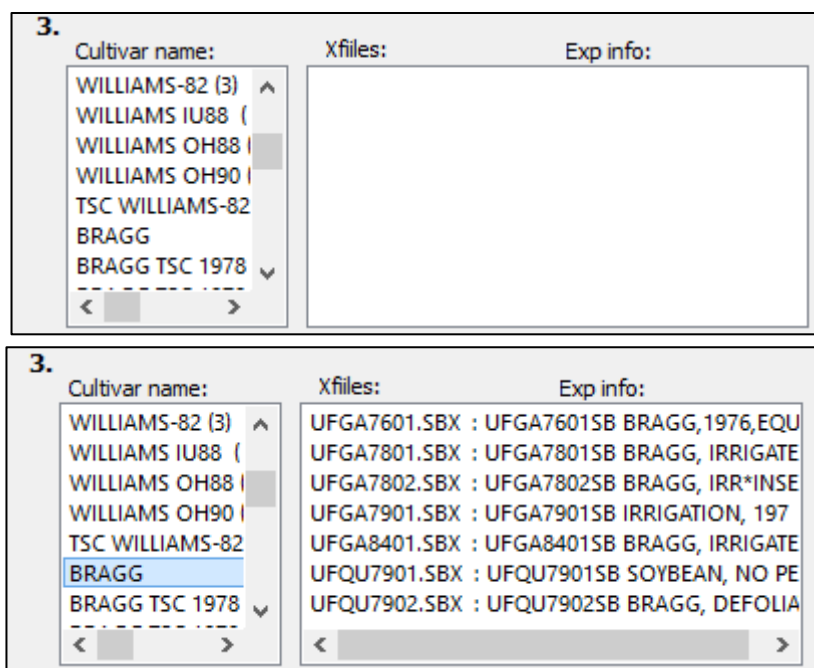 3.
Cultivar name: Xfiiles: Exp info:
WILLIAMS-82 (3)
WILLIAMS IU88 (
WILLIAMS OH88 (
WILLIAMS OH90 (
TSC WILLIAMS-82
BRAGG
BRAGG TSC 1978
3.
Cultivar name: Xfiiles: Exp info:
WILLIAMS-82 (3)
WILLIAMS IU88 (
WILLIAMS OH88 (
WILLIAMS OH90 (
TSC WILLIAMS-82
BRAGG
BRAGG TSC 1978
UFGA7601.SBX : UFGA7601SB BRAGG,1976,EQU
UFGA7801.SBX : UFGA7801SB BRAGG, IRRIGATE
UFGA7802.SBX : UFGA7802SB BRAGG, IRR*INSE
UFGA7901.SBX : UFGA7901SB IRRIGATION, 197
UFGA8401.SBX : UFGA8401SB BRAGG, IRRIGATE
UFQU7901.SBX : UFQU7901SB SOYBEAN, NO PE
UFQU7902.SBX : UFQU7902SB BRAGG, DEFOLIA